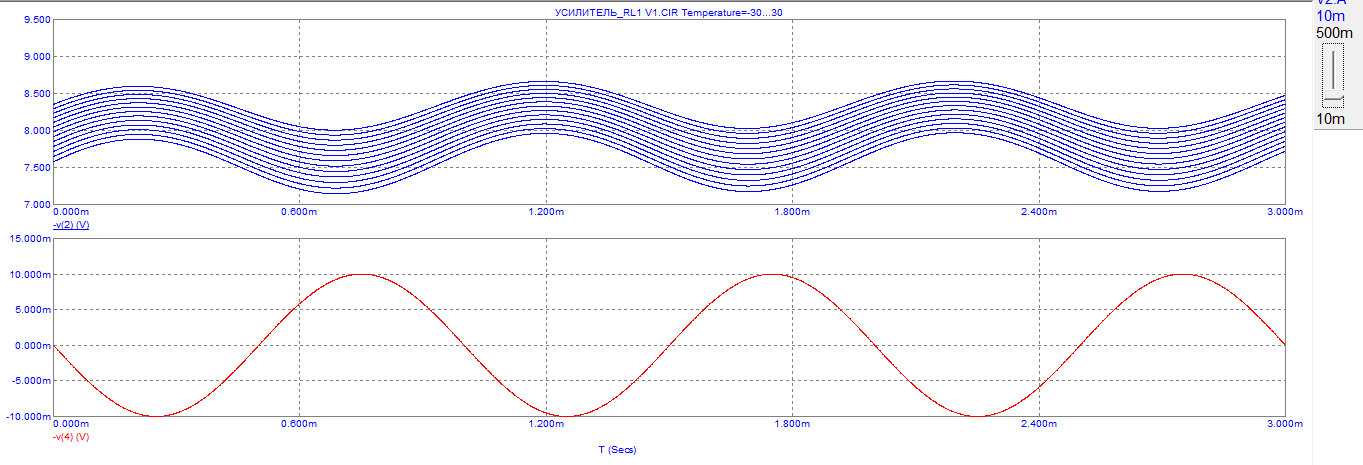 УСИЛИТЕЛЬ_RL1 V1.CIR Temperature=-30...30
V2.A
10m
500m
10m
9.500
9.000
8.500
8.000
7.500
7.000
0.000m 0.600m 1.200m 1.800m 2.400m 3.000m
-v(2) (V)
15.000m
10.000m
5.000m
0.000m
-5.000m
-10.000m
0.000m 0.600m 1.200m 1.800m 2.400m 3.000m
-v(4) (V)
T (Secs)